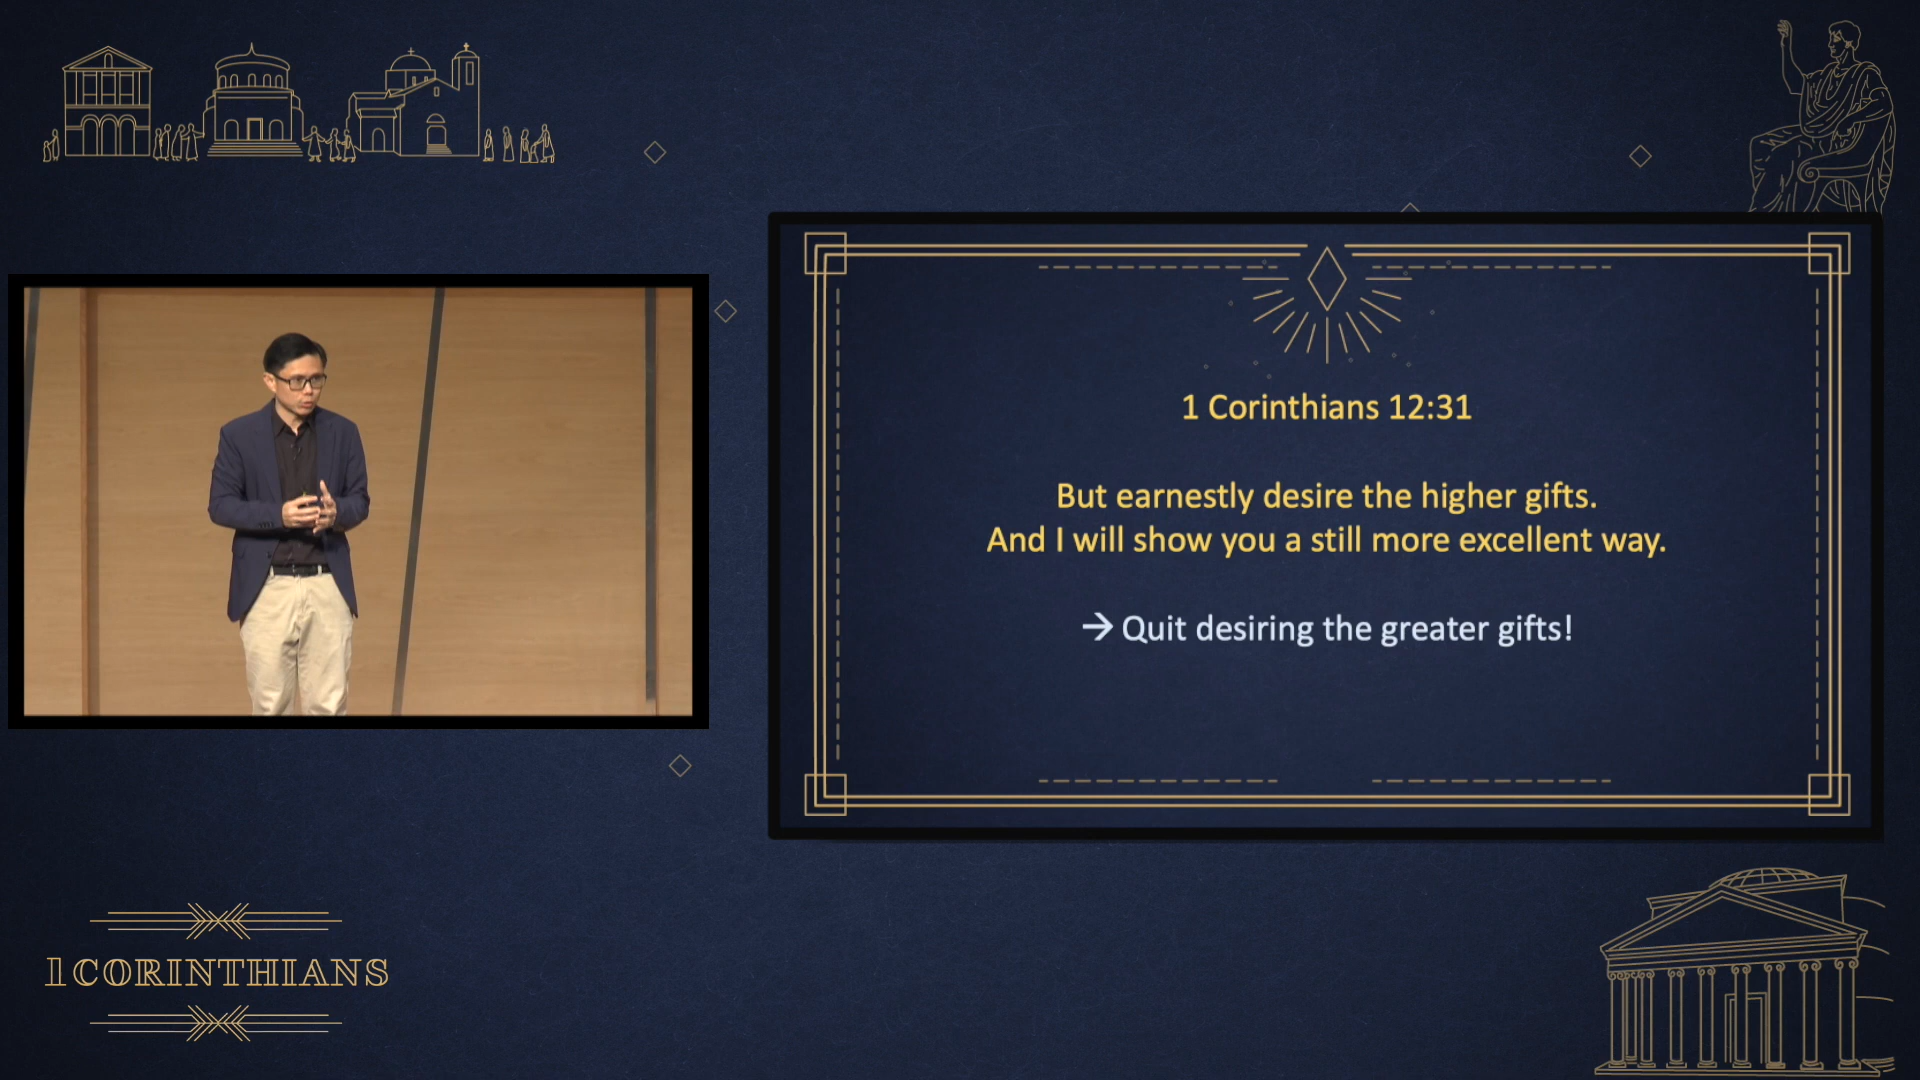 1 Corinthians 12:31
But earnestly desire the higher gifts.
And I will show you a still more excellent way.
→ Quit desiring the greater gifts!
1 CORINTHIANS